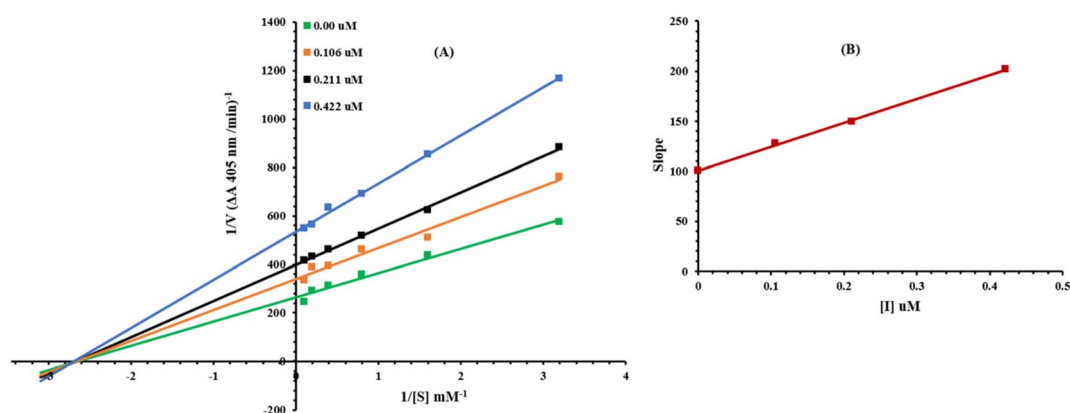 (A)
0.00 uM
0.106 uM
0.211 uM
0.422 uM
1/V (ΔA 405 nm /min)-1
1400
1200
1000
800
600
400
200
0
-200
-3
-2
-1
0
1
2
3
4
1/[S] mM-1
(B)
Slope
250
200
150
100
50
0
0
0.1
0.2
0.3
0.4
0.5
[I] uM